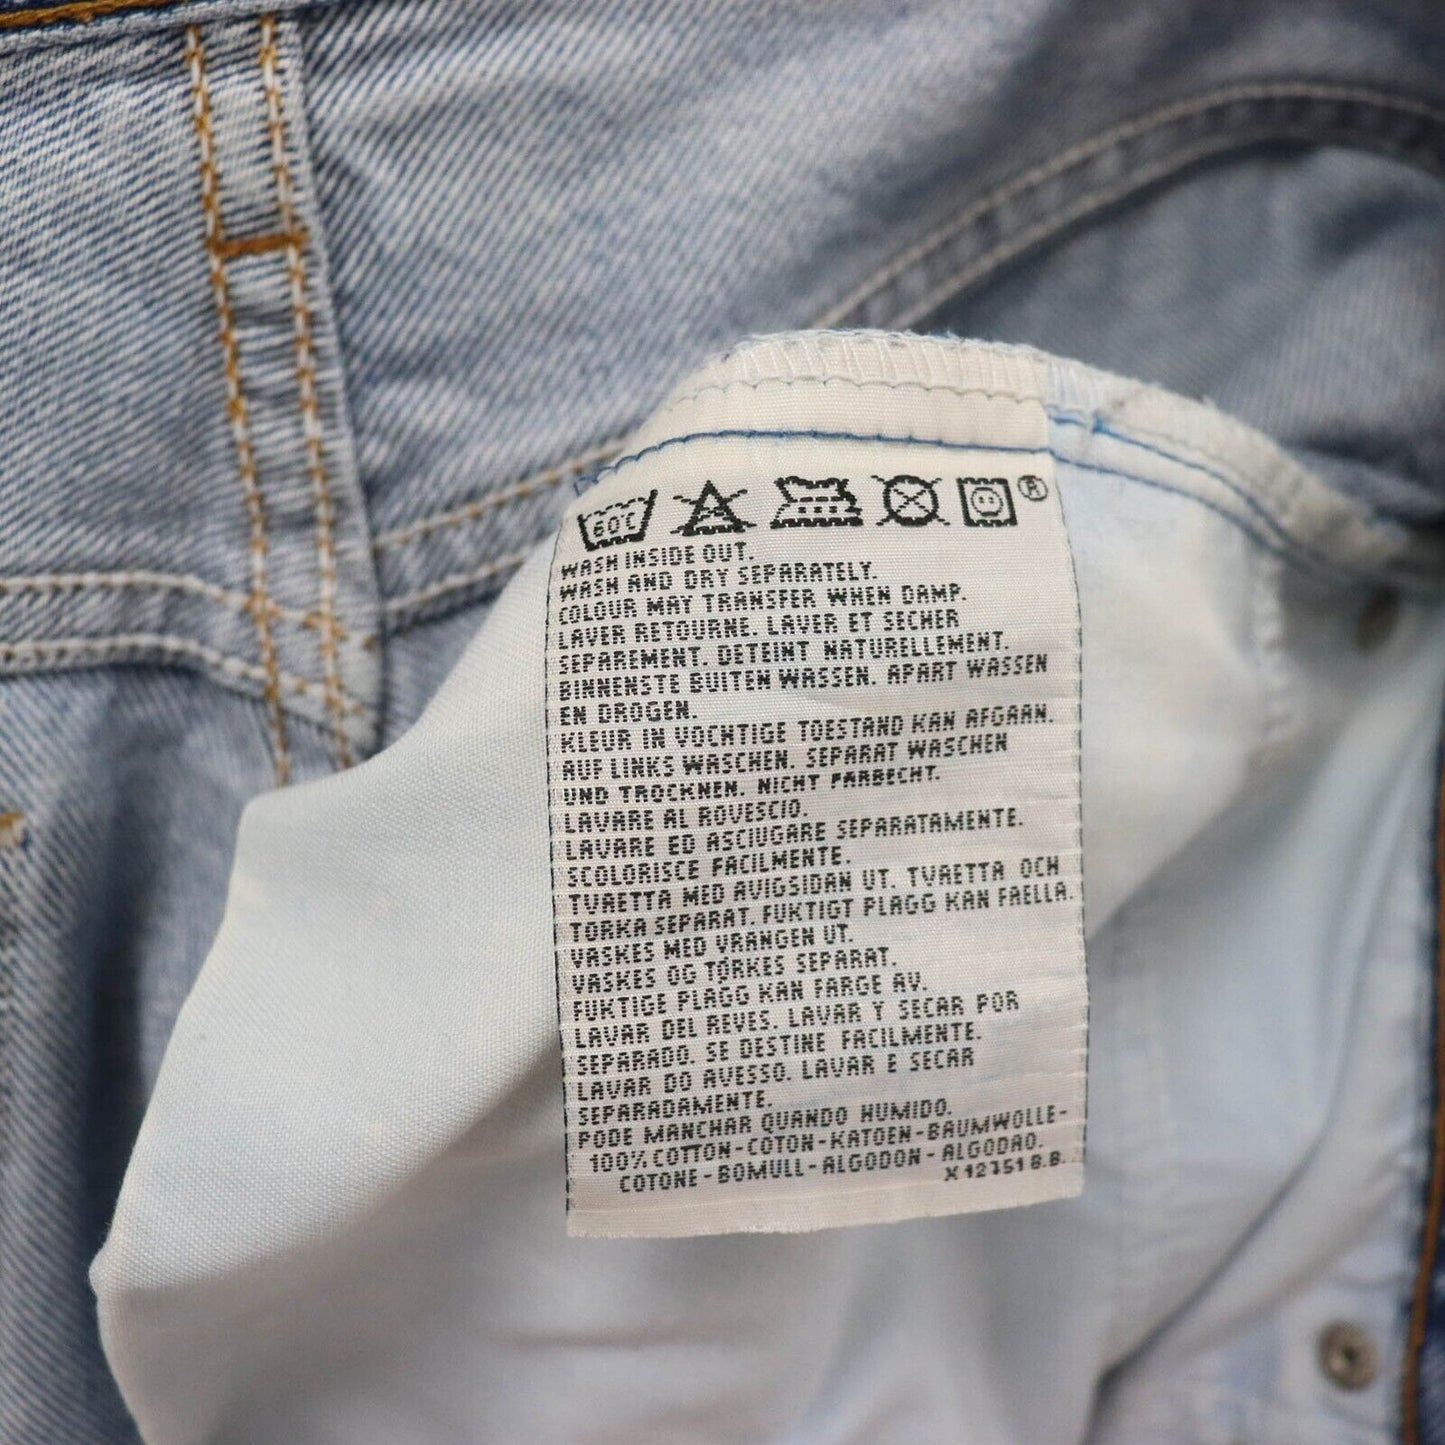 60°C ®
WASH INSIDE OUT.
WASH AND DRY SEPARATELY.
COLOUR MAY TRANSFER WHEN DAMP.
LAVER RETOURNE. LAVER ET SECHER
SEPAREMENT. DETEINT NATURELLEMENT.
BINNENSTE BUITEN WASSEN. APART WASSEN
EN DROGEN.
KLEUR IN VOCHTIGE TOESTAND KAN AFGAAN.
AUF LINKS WASCHEN. SEPARAT WASCHEN
UND TROCKNEN. NICHT FARBECHT.
LAVARE AL ROVESCIO.
LAVARE ED ASCIUGARE SEPARATAMENTE.
SCOLORISCE FACILMENTE.
TVAETTA MED AVIGSIDAN UT. TVAETTA OCH
TORKA SEPARAT. FUKTIGT PLAGG KAN FAELLA.
VASKES MED VRANGEN UT.
VASKES OG TØRKES SEPARAT.
FUKTIGE PLAGG KAN FARGE AV.
LAVAR DEL REVES. LAVAR Y SECAR POR
SEPARADO. SE DESTINE FACILMENTE.
LAVAR DO AVESSO. LAVAR E SECAR
SEPARADAMENTE.
PODE MANCHAR QUANDO HUMIDO.
100% COTTON-COTON-KATOEN-BAUMWOLLE-
COTONE-BOMULL-ALGODON-ALGODAO.